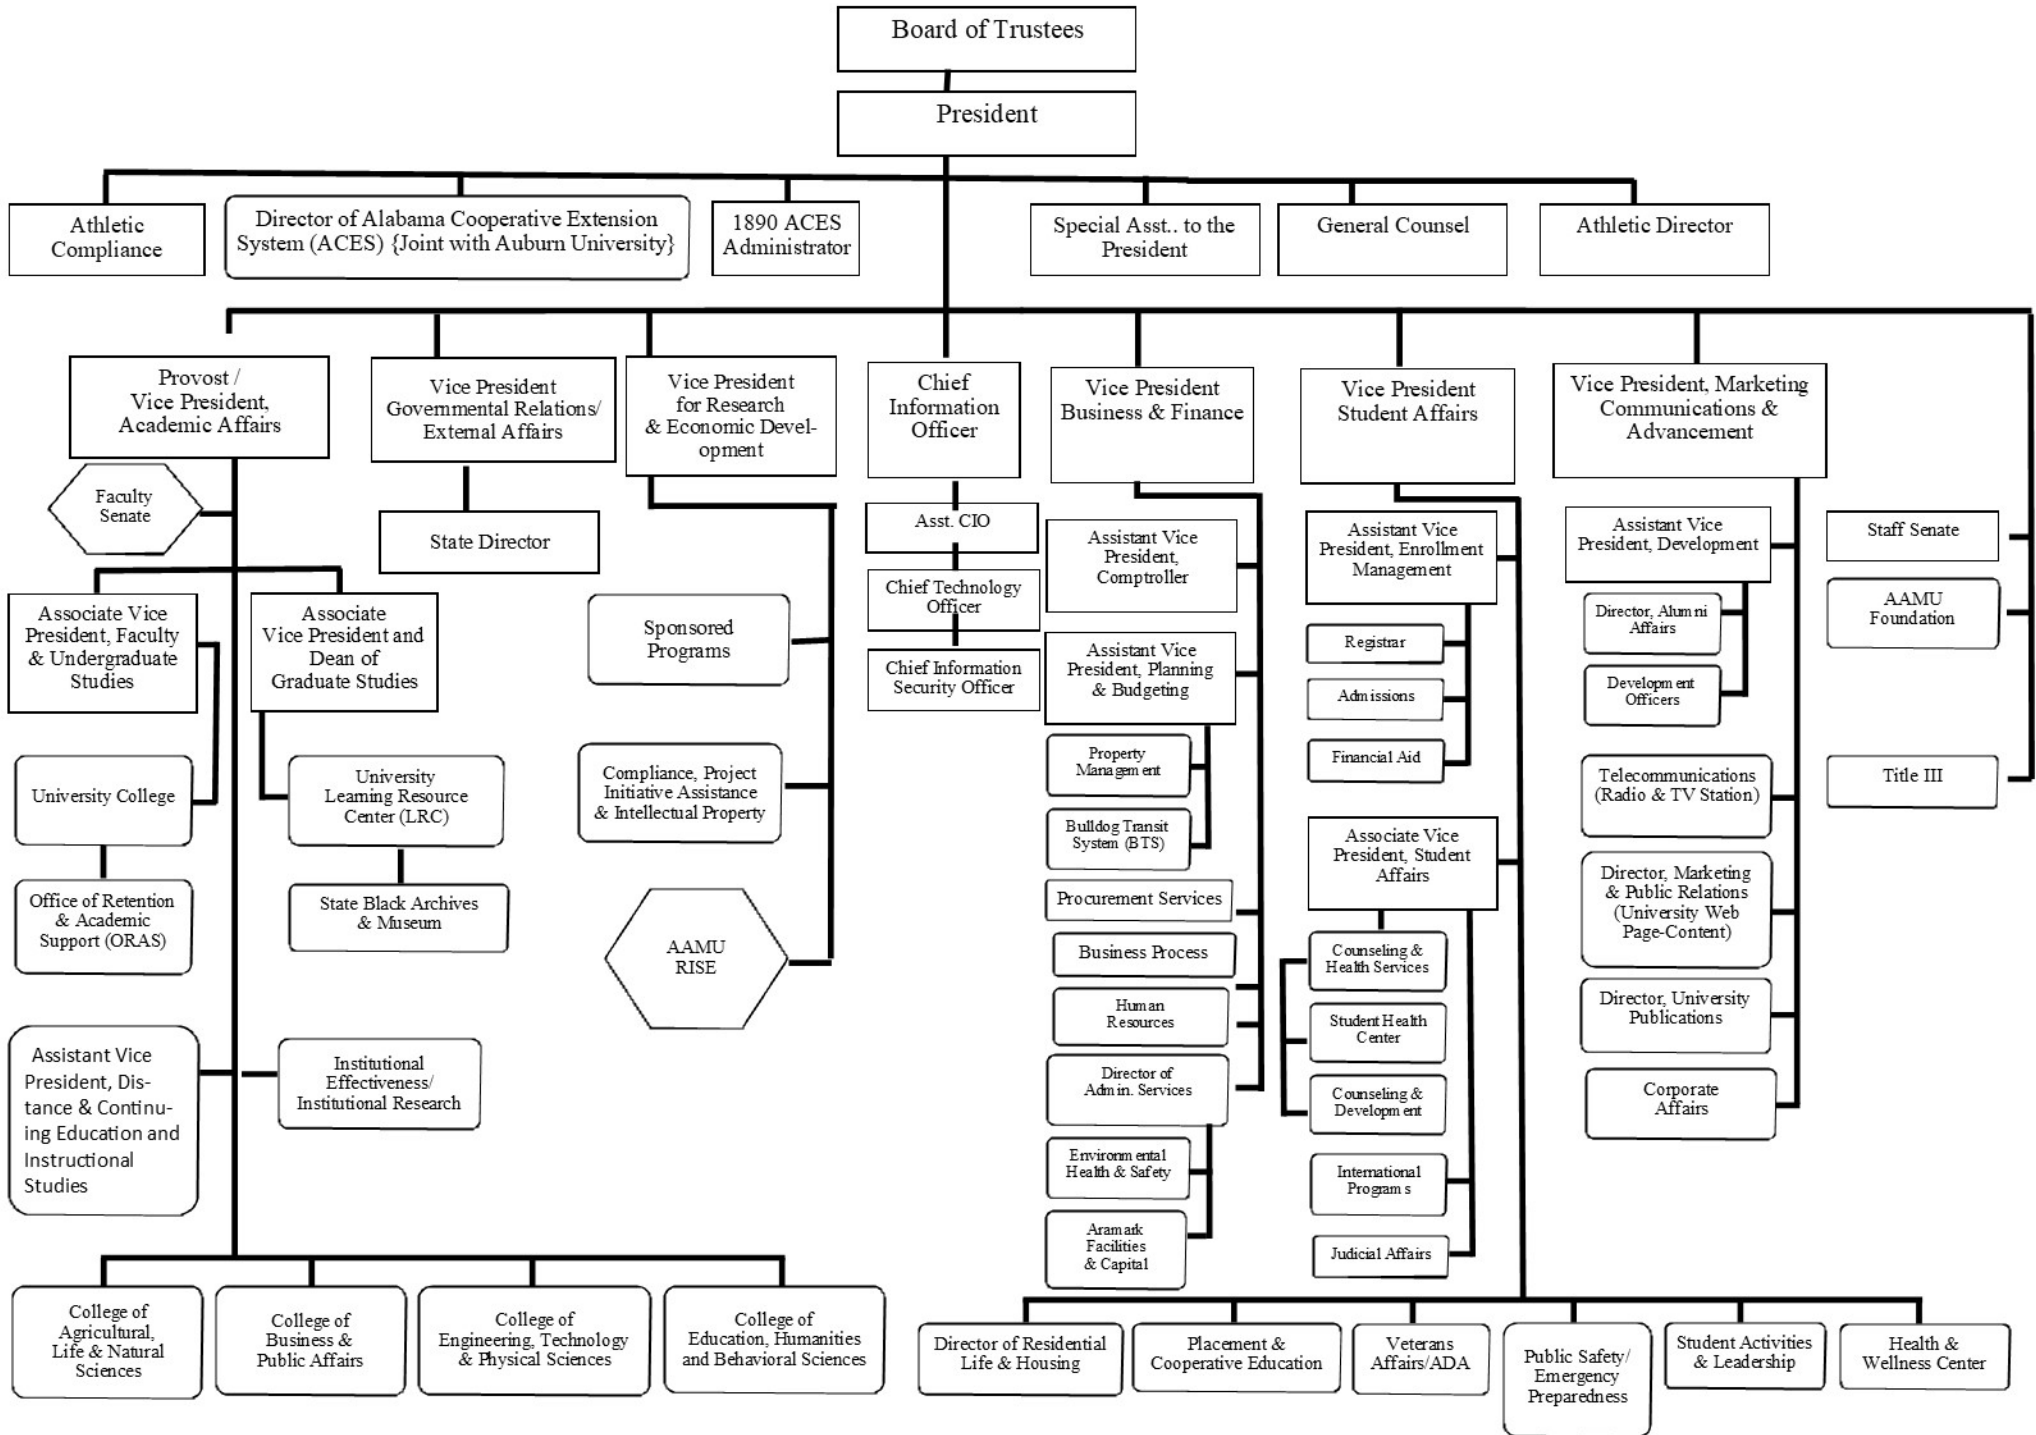 Board of Trustees
President
Athletic
Compliance
Director of Alabama Cooperative Extension
System (ACES) {Joint with Auburn University}
1890 ACES
Administrator
Special Asst.. to the
President
General Counsel
Athletic Director
Provost /
Vice President,
Academic Affairs
Vice President
Governmental Relations/
External Affairs
Vice President
for Research
& Economic Devel-
opment
Chief
Information
Officer
Vice President
Business & Finance
Vice President
Student Affairs
Vice President, Marketing
Communications &
Advancement
Faculty
Senate
State Director
Asst. CIO
Chief Technology
Officer
Chief Information
Security Officer
Associate Vice
President, Faculty
& Undergraduate
Studies
Associate
Vice President and
Dean of
Graduate Studies
University College
Office of Retention
& Academic
Support (ORAS)
University
Learning Resource
Center (LRC)
State Black Archives
& Museum
Assistant Vice
President, Dis-
tance & Continu-
ing Education and
Instructional
Studies
Institutional
Effectiveness/
Institutional Research
College of
Agricultural,
Life & Natural
Sciences
College of
Business &
Public Affairs
College of
Engineering, Technology
& Physical Sciences
College of
Education, Humanities
and Behavioral Sciences
Sponsored
Programs
Compliance, Project
Initiative Assistance
& Intellectual Property
AAMU
RISE
Assistant Vice
President,
Comptroller
Assistant Vice
President, Planning
& Budgeting
Property
Management
Bulldog Transit
System (BTS)
Procurement Services
Business Process
Human
Resources
Director of
Admin. Services
Environmental
Health & Safety
Aramark
Facilities
& Capital
Assistant Vice
President, Enrollment
Management
Registrar
Admissions
Financial Aid
Associate Vice
President, Student
Affairs
Counseling &
Health Services
Student Health
Center
Counseling &
Development
International
Programs
Judicial Affairs
Director of Residential
Life & Housing
Placement &
Cooperative Education
Veterans
Affairs/ADA
Public Safety/
Emergency
Preparedness
Student Activities
& Leadership
Health &
Wellness Center
Assistant Vice
President, Development
Director, Alumni
Affairs
Development
Officers
Telecommunications
(Radio & TV Station)
Director, Marketing
& Public Relations
(University Web
Page-Content)
Director, University
Publications
Corporate
Affairs
Staff Senate
AAMU
Foundation
Title III